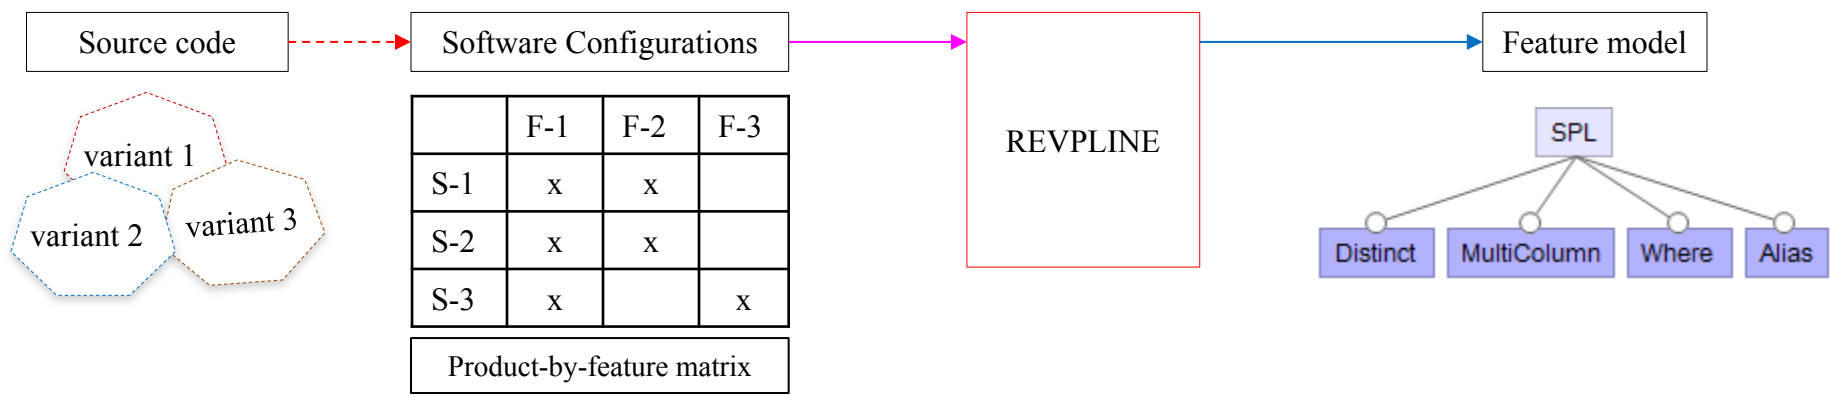 Source code
Software Configurations
REVPLINE
Feature model
variant 1
variant 2
variant 3
F-1 F-2 F-3
S-1 x x
S-2 x x
S-3 x x
Product-by-feature matrix
SPL
Distinct MultiColumn Where Alias